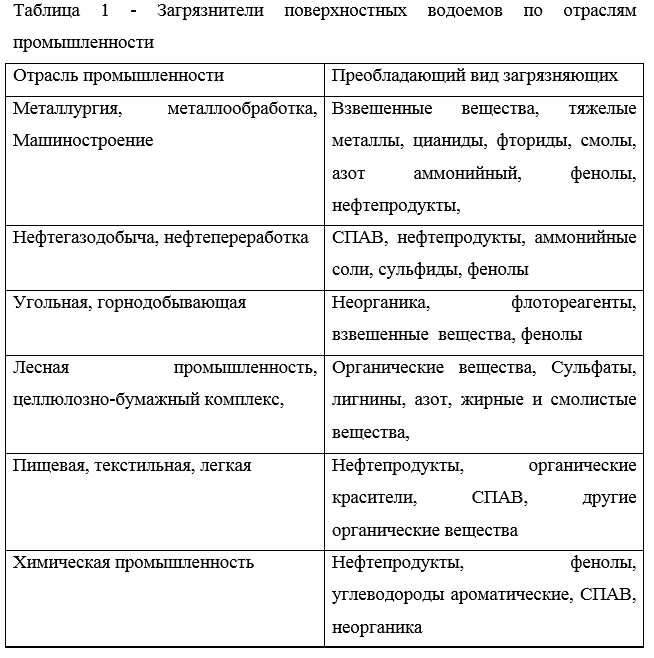 Таблица 1 - Загрязнители поверхностных водоемов по отраслям
промышленности
Отрасль промышленности
Преобладающий вид загрязняющих
Металлургия, металлообработка,
Машиностроение
Взвешенные вещества, тяжелые
металлы, цианиды, фториды, смолы,
азот аммонийный, фенолы,
нефтепродукты,
Нефтегазодобыча, нефтепереработка
СПАВ, нефтепродукты, аммонийные
соли, сульфиды, фенолы
Угольная, горнодобывающая
Неорганика, флотореагенты,
взвешенные вещества, фенолы
Лесная промышленность,
целлюлозно-бумажный комплекс,
Органические вещества, Сульфаты,
лигнины, азот, жирные и смолистые
вещества,
Пищевая, текстильная, легкая
Нефтепродукты, органические
красители, СПАВ, другие
органические вещества
Химическая промышленность
Нефтепродукты, фенолы,
углеводороды ароматические, СПАВ,
неорганика